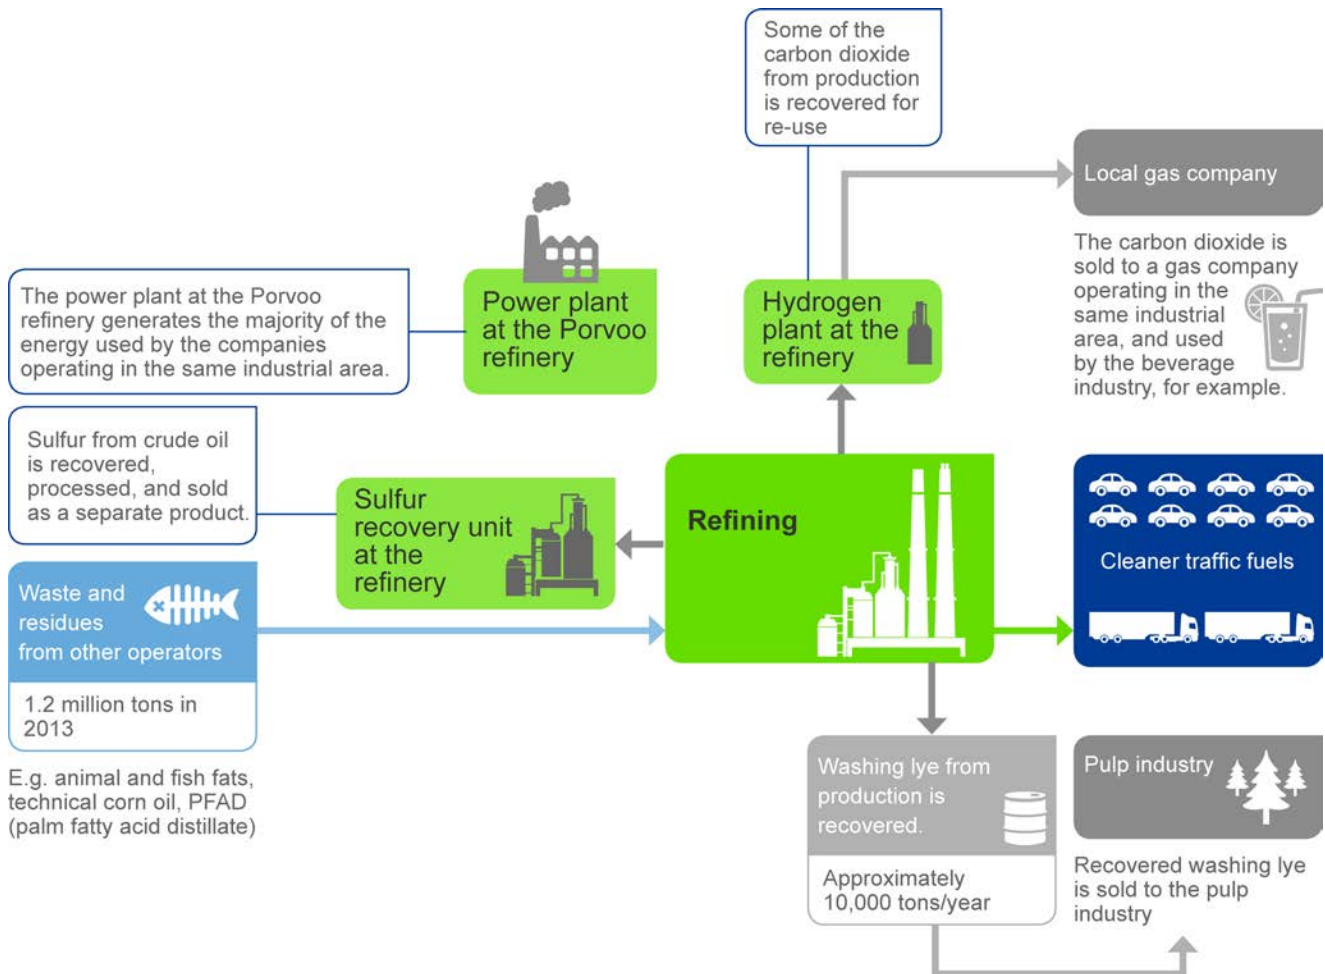 Some of the
carbon dioxide
from production
is recovered for
re-use
Local gas company
The carbon dioxide is
sold to a gas company
operating in the
same industrial
area, and used
by the beverage
industry, for example.
Power plant
at the Porvoo
refinery
Hydrogen
plant at the
refinery
The power plant at the Porvoo
refinery generates the majority of the
energy used by the companies
operating in the same industrial area.
Sulfur from crude oil
is recovered,
processed, and sold
as a separate product.
Sulfur
recovery unit
at the
refinery
Refining
Cleaner traffic fuels
Waste and
residues
from other operators
1.2 million tons in
2013
E.g. animal and fish fats,
technical corn oil, PFAD
(palm fatty acid distillate)
Washing lye from
production is
recovered.
Approximately
10,000 tons/year
Pulp industry
Recovered washing lye
is sold to the pulp
industry